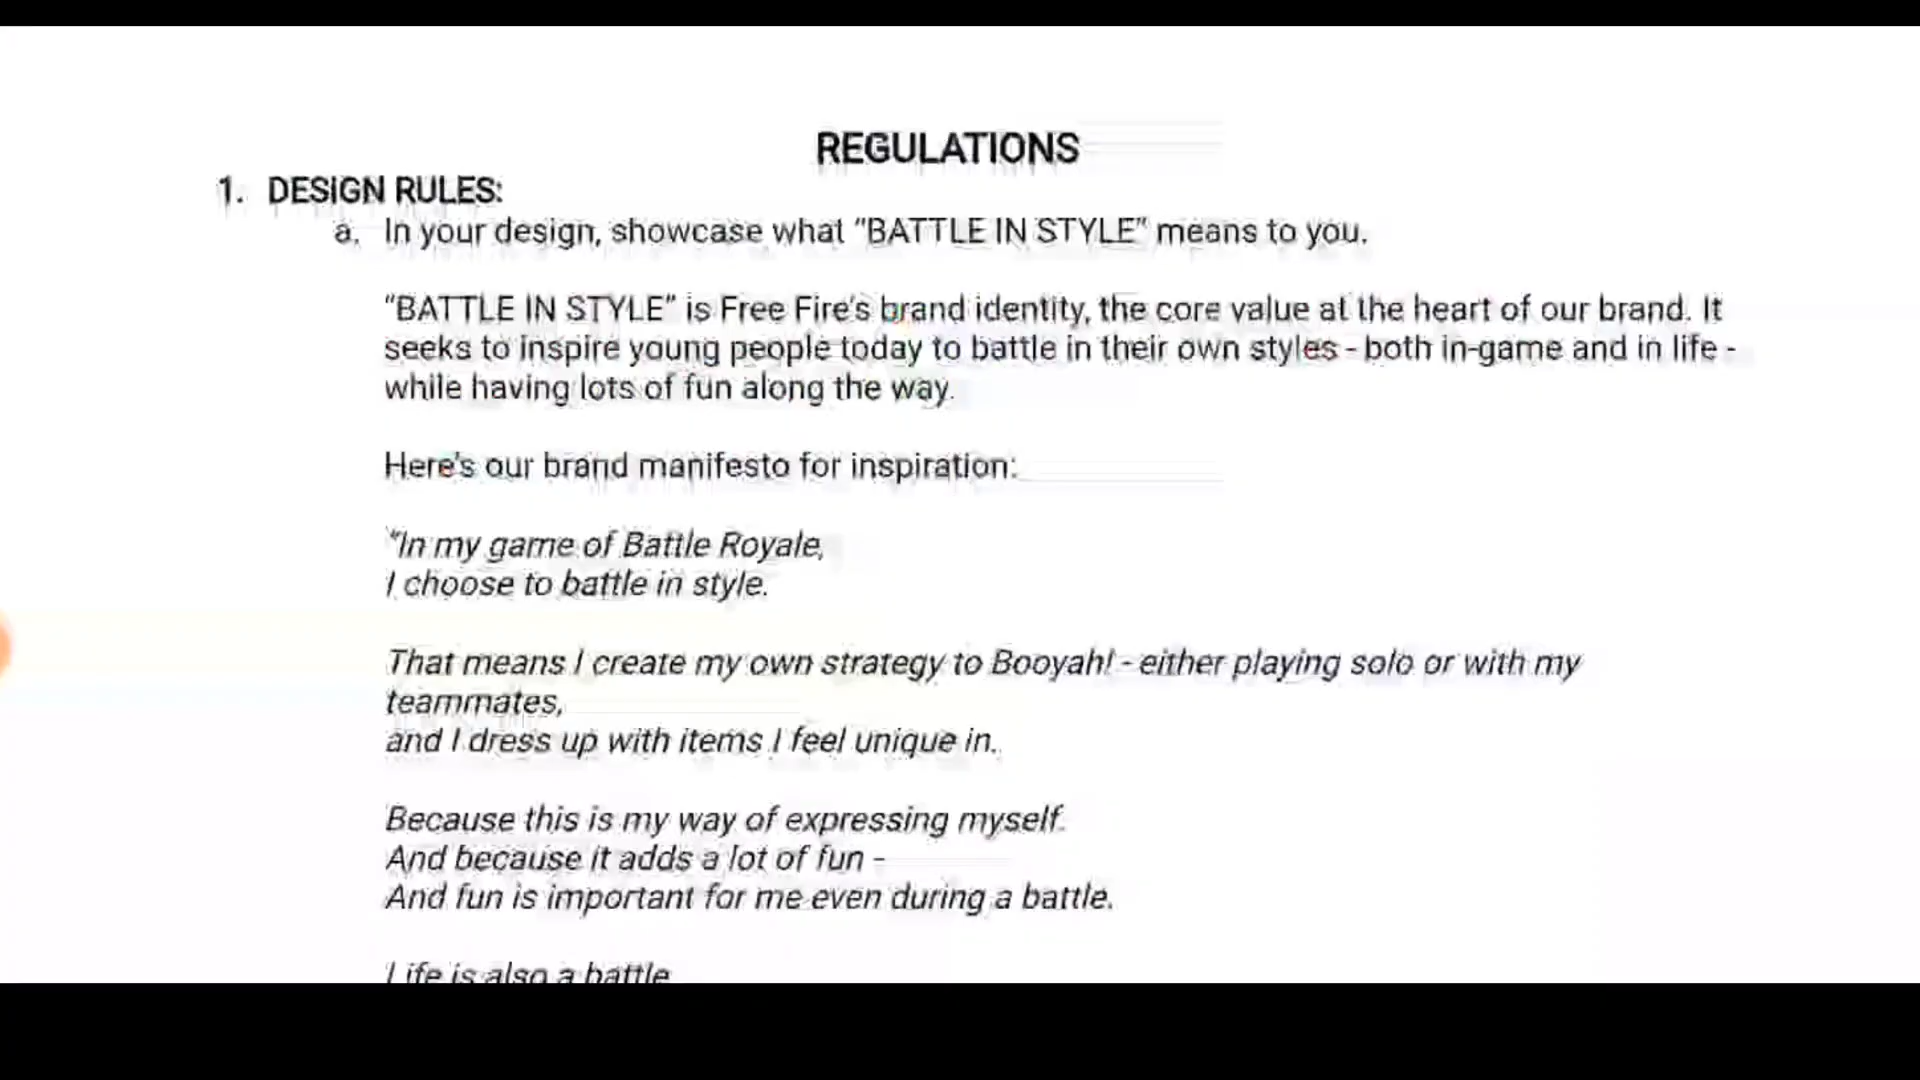 REGULATIONS
1. DESIGN RULES:
a. In your design, showcase what “BATTLE IN STYLE” means to you.
“BATTLE IN STYLE” is Free Fire’s brand identity, the core value at the heart of our brand. It
seeks to inspire young people today to battle in their own styles - both in-game and in life -
while having lots of fun along the way.
Here’s our brand manifesto for inspiration:
“In my game of Battle Royale,
I choose to battle in style.
That means I create my own strategy to Booyah! - either playing solo or with my
teammates,
and I dress up with items I feel unique in.
Because this is my way of expressing myself.
And because it adds a lot of fun -
And fun is important for me even during a battle.
Life is also a battle